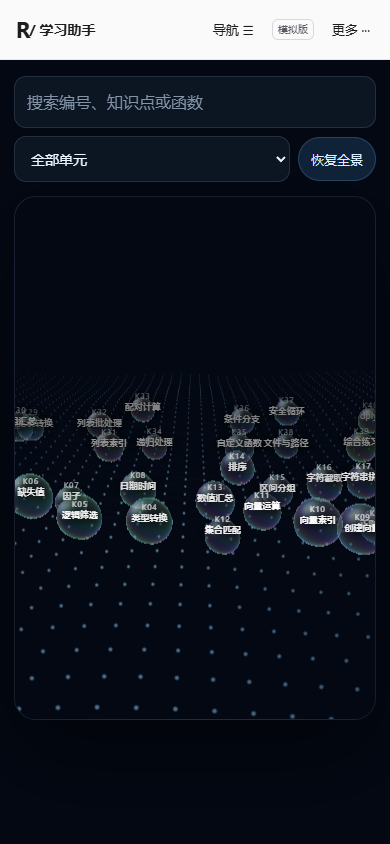 R/ 学习助手
导航 ☰
模拟版
更多 ···
搜索编号、知识点或函数
全部单元
恢复全景
K33
配对计算
K32
列表批处理
K31
列表索引
K34
递归处理
K37
安全循环
K36
条件分支
K35
自定义函数
K38
文件与路径
K39
综合练习
K14
排序
K06
缺失值
K07
因子
K05
逻辑筛选
K08
日期时间
K04
类型转换
K13
数值汇总
K12
集合匹配
K15
区间分组
K11
向量运算
K16
字符截取
K17
字符串拆
K10
向量索引
K09
创建向量